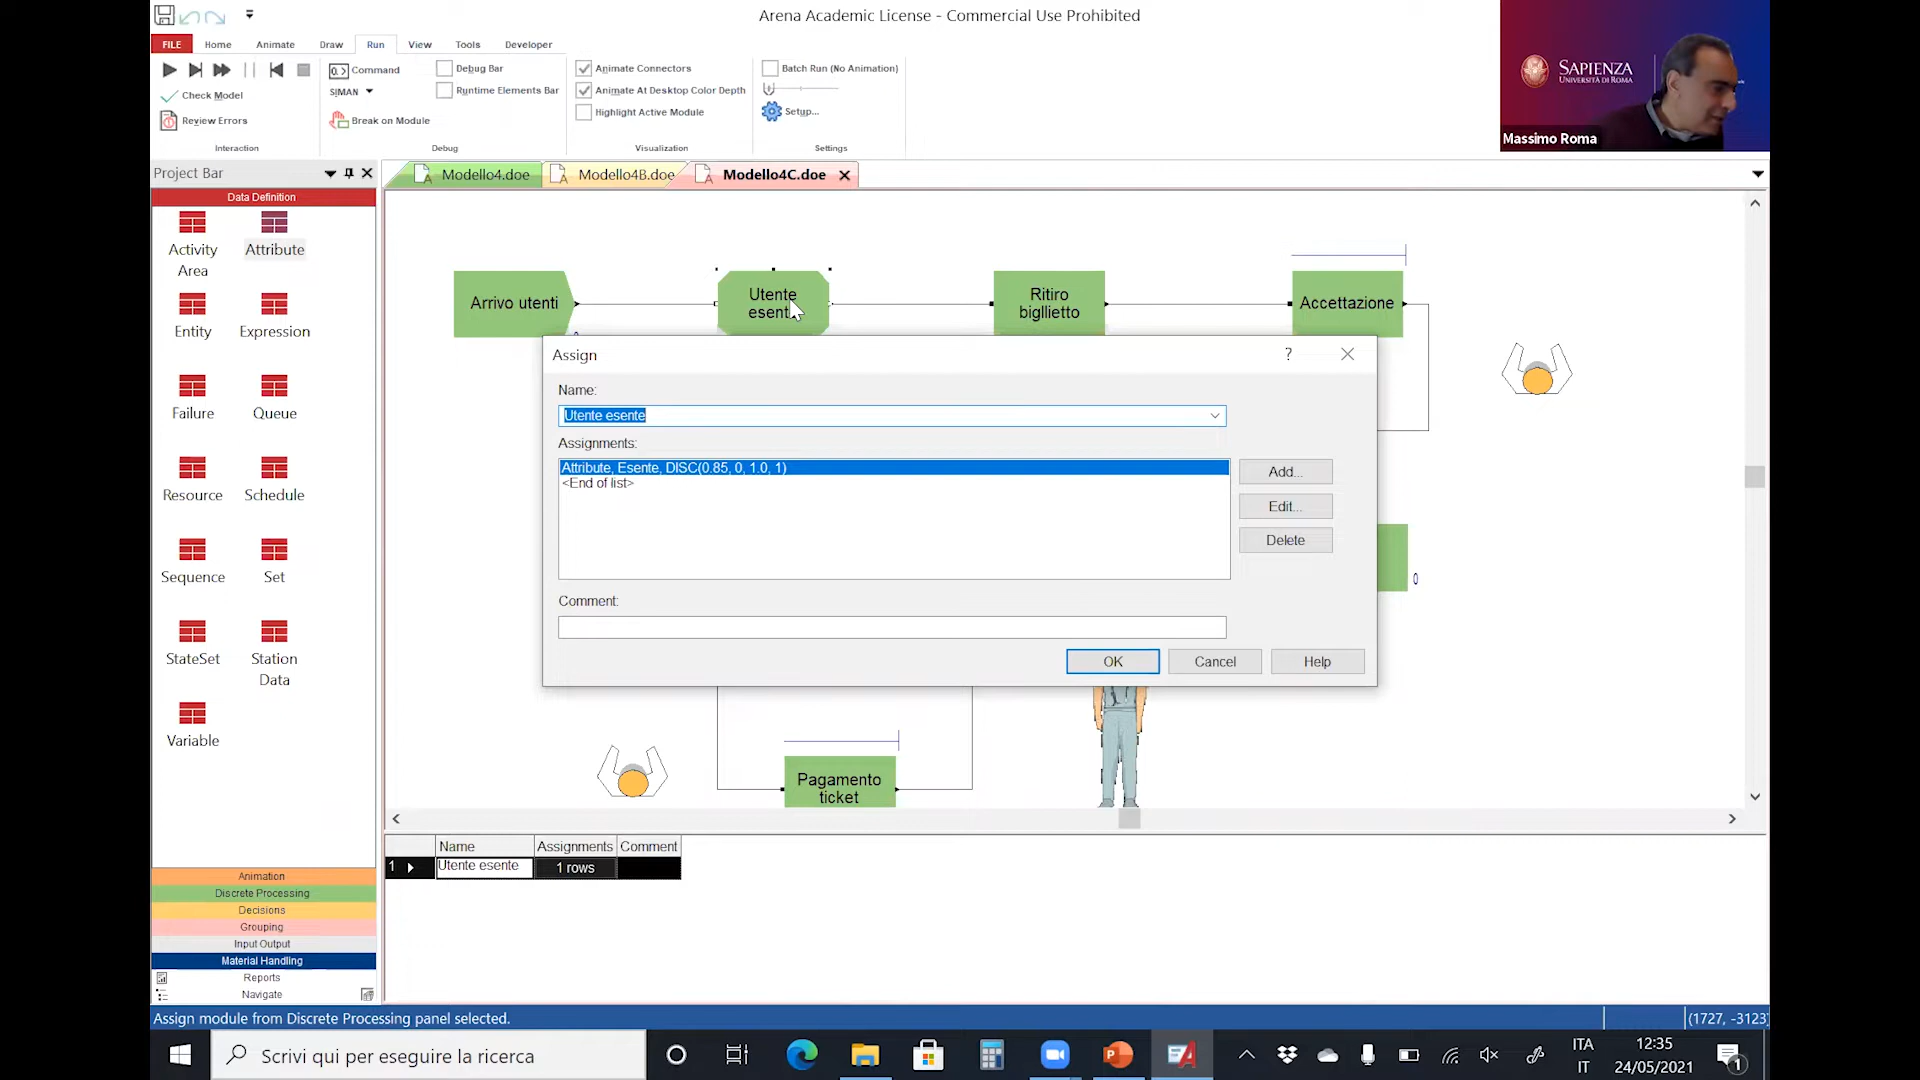 Arena Academic License - Commercial Use Prohibited
FILE
Home
Animate
Draw
Run
View
Tools
Developer
Command
SIMAN
Break on Module
Debug
Check Model
Review Errors
Interaction
Debug Bar
Runtime Elements Bar
Animate Connectors
Animate At Desktop Color Depth
Highlight Active Module
Visualization
Batch Run (No Animation)
Setup...
Settings
SAPIENZA
UNIVERSITÀ DI ROMA
Massimo Roma
Project Bar
Modello4.doe
Modello4B.doe
Modello4C.doe
Data Definition
Activity
Area
Attribute
Entity
Expression
Failure
Queue
Resource
Schedule
Sequence
Set
StateSet
Station
Data
Variable
Animation
Discrete Processing
Decisions
Grouping
Input Output
Material Handling
Reports
Navigate
Arrivo utenti
Utente
esente
Ritiro
bigllietto
Accettazione
0
Assign
?
Name:
Utente esente
Assignments:
Attribute, Esente, DISC(0.85, 0, 1.0, 1)
<End of list>
Add...
Edit...
Delete
Comment:
OK
Cancel
Help
Pagamento
ticket
Name
Assignments
Comment
1
Utente esente
1 rows
Assign module from Discrete Processing panel selected.
(1727, -3123)
Scrivi qui per eseguire la ricerca
ITA
IT
12:35
24/05/2021
1